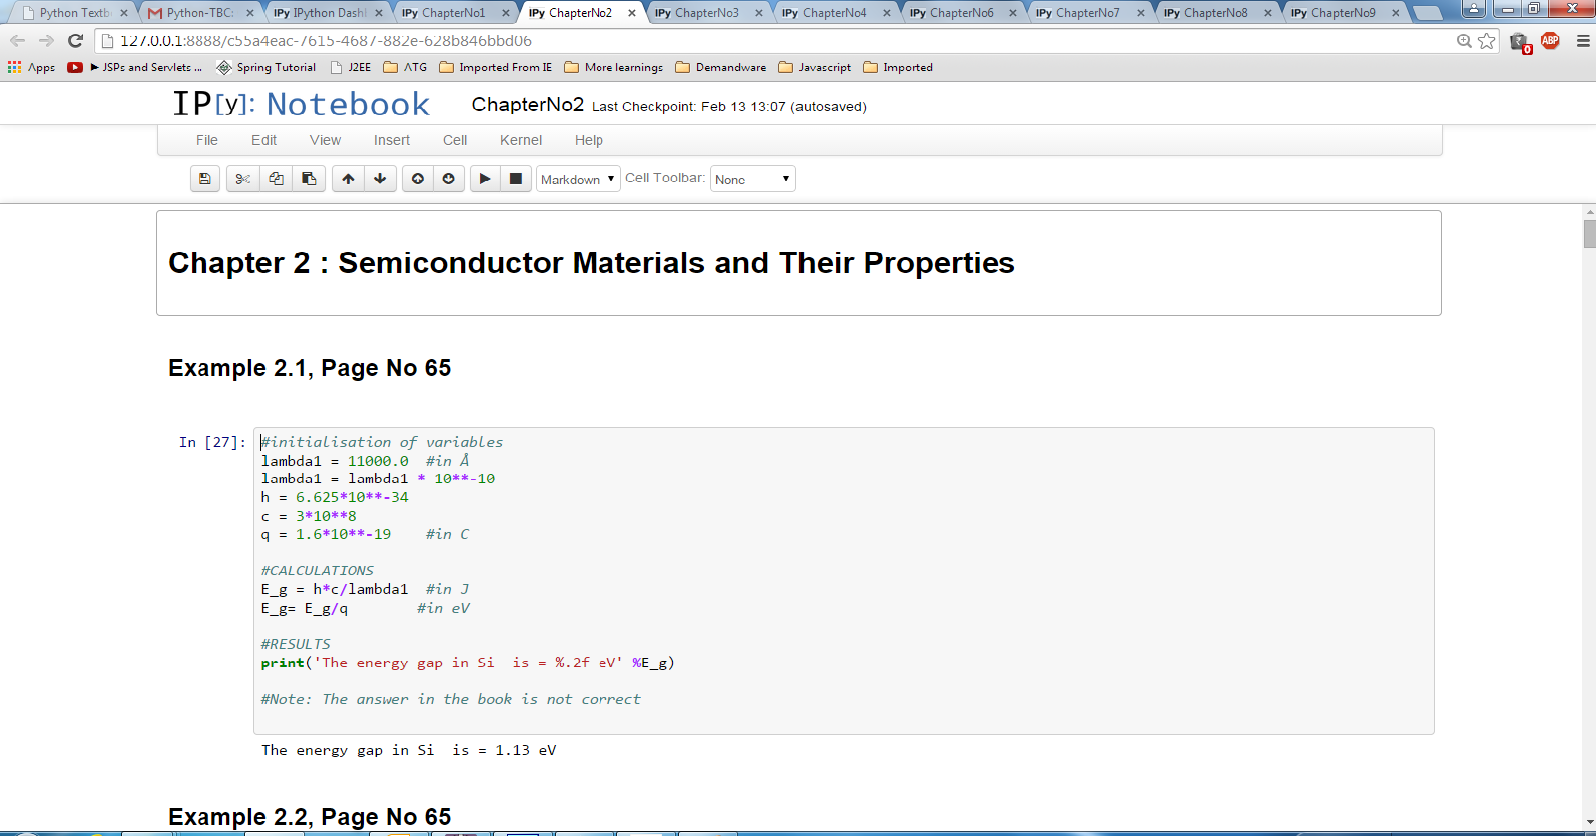 Python Textb
Python-TBC:
IPy IPython Dash
IPy ChapterNo1
IPy ChapterNo2
IPy ChapterNo3
IPy ChapterNo4
IPy ChapterNo6
IPy ChapterNo7
IPy ChapterNo8
IPy ChapterNo9
127.0.0.1:8888/c55a4eac-7615-4687-882e-628b846bbd06
0
ABP
Apps
JSPs and Servlets ...
Spring Tutorial
J2EE
ATG
Imported From IE
More learnings
Demandware
Javascript
Imported
IP[y]: Notebook
ChapterNo2 Last Checkpoint: Feb 13 13:07 (autosaved)
File Edit View Insert Cell Kernel Help
Markdown Cell Toolbar: None
Chapter 2 : Semiconductor Materials and Their Properties
Example 2.1, Page No 65
In [27]: #initialisation of variables
lambda1 = 11000.0  #in Å
lambda1 = lambda1 * 10**-10
h = 6.625*10**-34
c = 3*10**8
q = 1.6*10**-19    #in C
#CALCULATIONS
E_g = h*c/lambda1  #in J
E_g= E_g/q        #in eV
#RESULTS
print('The energy gap in Si  is = %.2f eV' %E_g)
#Note: The answer in the book is not correct
The energy gap in Si  is = 1.13 eV
Example 2.2, Page No 65